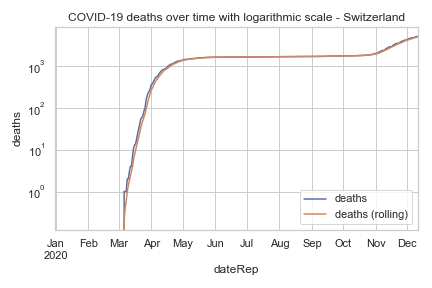 COVID-19 deaths over time with logarithmic scale - Switzerland
deaths
10³
10²
10¹
10⁰
deaths
deaths (rolling)
Jan Feb Mar Apr May Jun Jul Aug Sep Oct Nov Dec
2020
dateRep